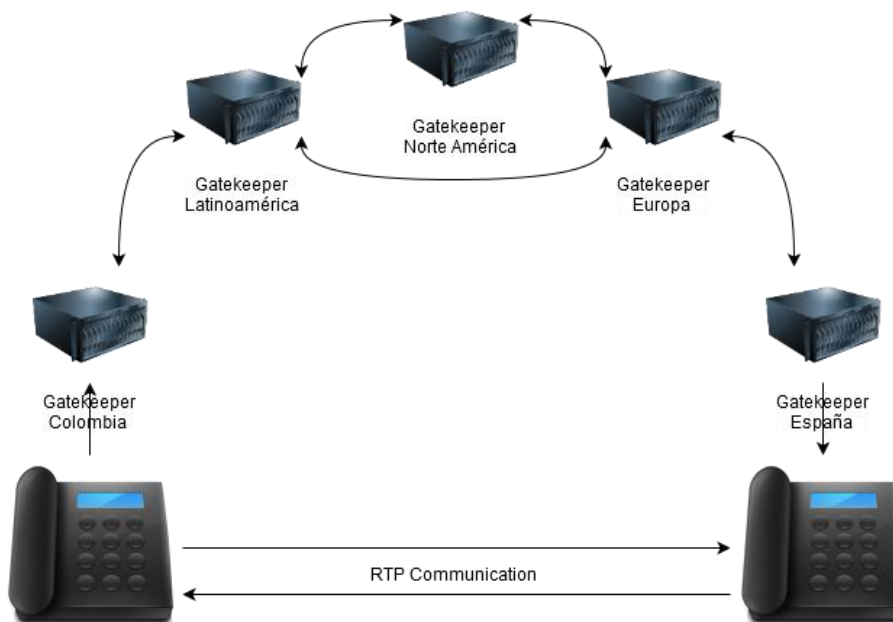 Gatekeeper
Norte América
Gatekeeper
Latinoamérica
Gatekeeper
Europa
Gatekeeper
Colombia
Gatekeeper
España
RTP Communication